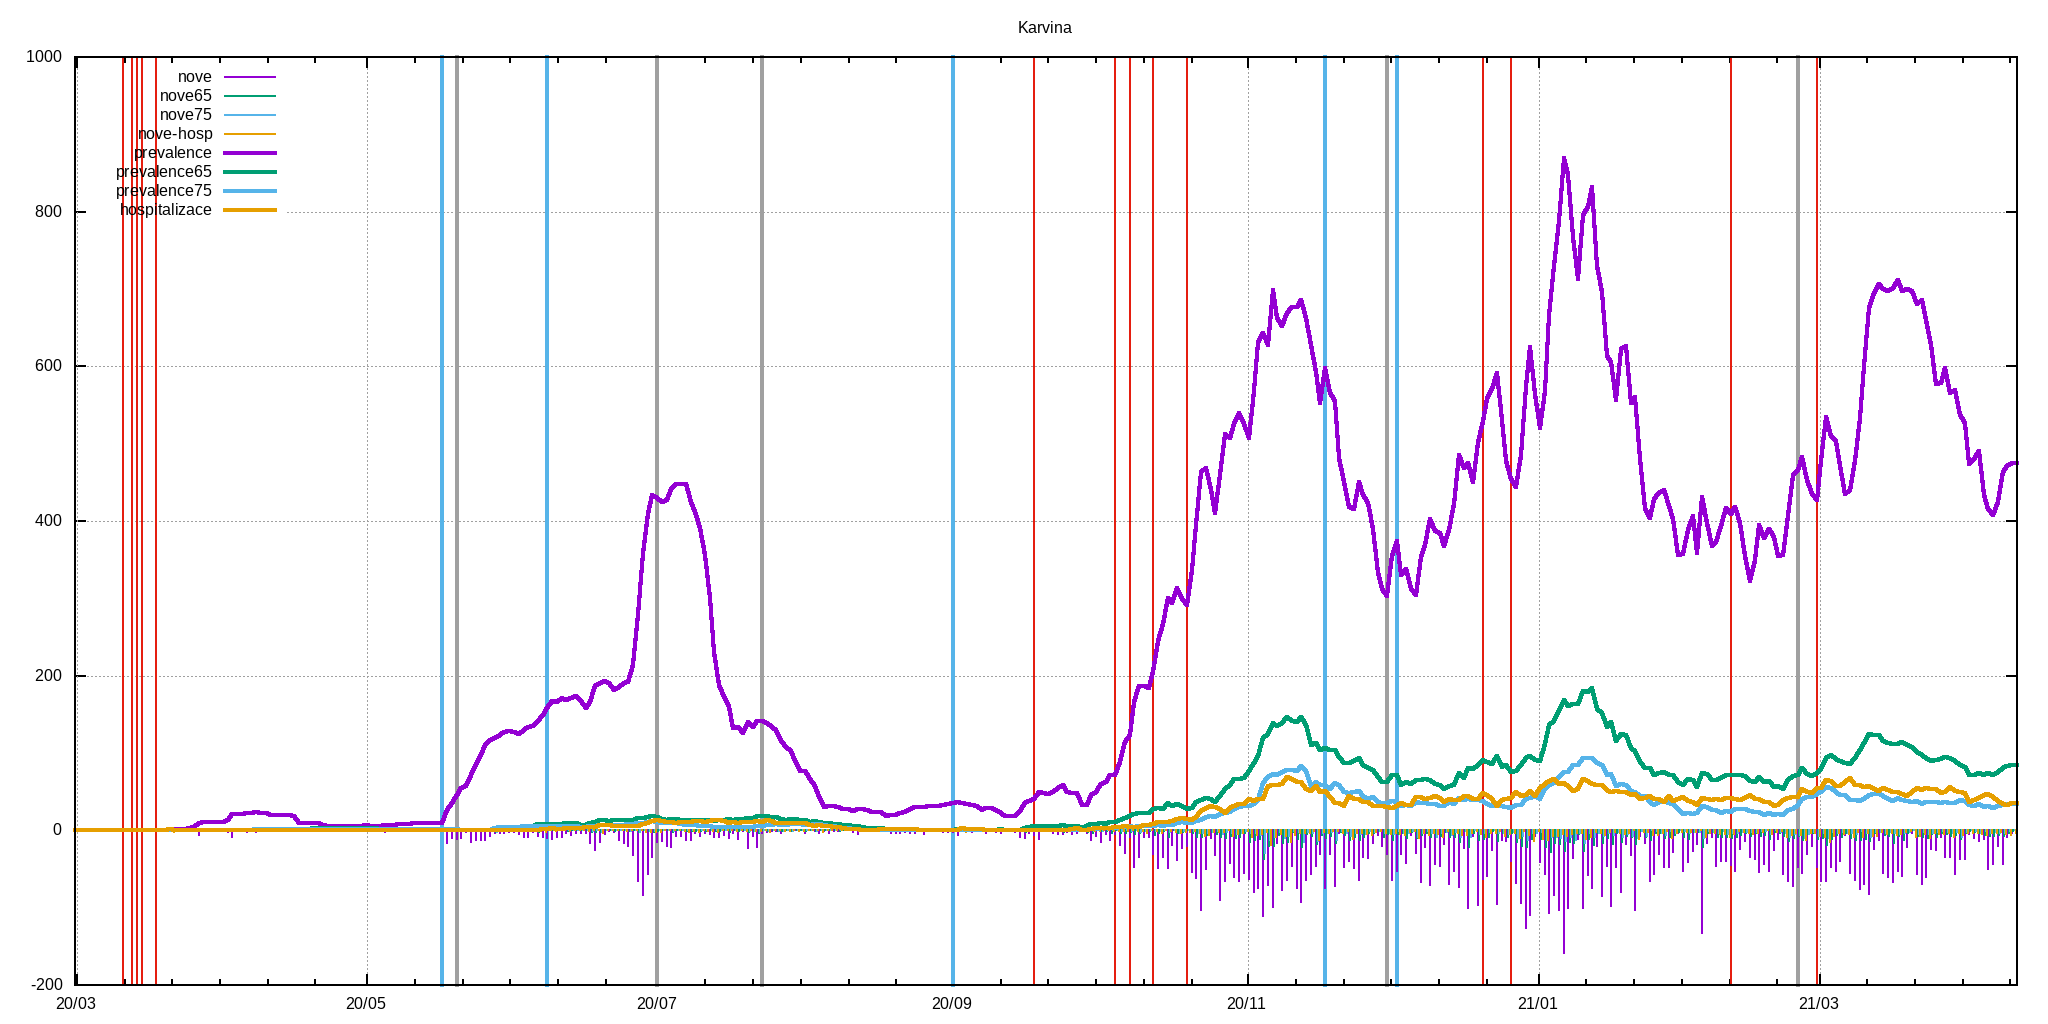 Karvina
1000
nove
nove65
nove75
nove-hosp
prevalence
prevalence65
prevalence75
hospitalizace
800
600
400
200
0
-200
20/03 20/05 20/07 20/09 20/11 21/01 21/03